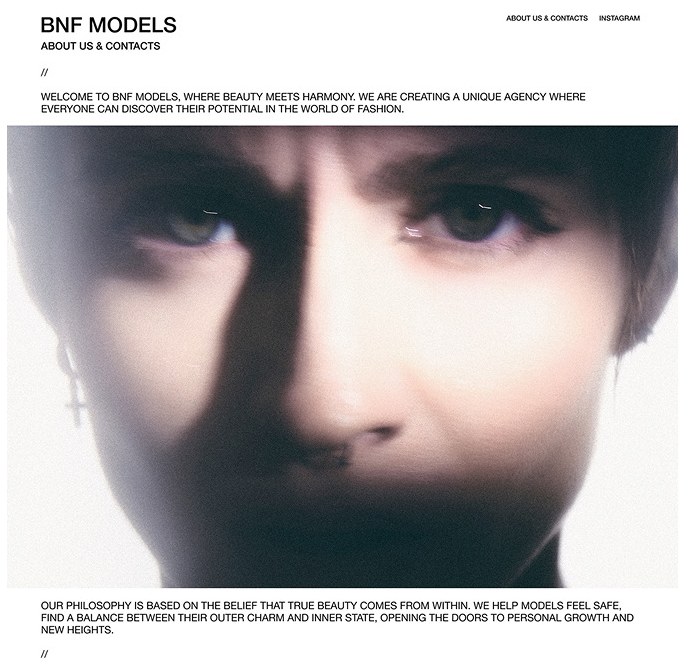 BNF MODELS
ABOUT US & CONTACTS INSTAGRAM
ABOUT US & CONTACTS
//
WELCOME TO BNF MODELS, WHERE BEAUTY MEETS HARMONY. WE ARE CREATING A UNIQUE AGENCY WHERE
EVERYONE CAN DISCOVER THEIR POTENTIAL IN THE WORLD OF FASHION.
OUR PHILOSOPHY IS BASED ON THE BELIEF THAT TRUE BEAUTY COMES FROM WITHIN. WE HELP MODELS FEEL SAFE,
FIND A BALANCE BETWEEN THEIR OUTER CHARM AND INNER STATE, OPENING THE DOORS TO PERSONAL GROWTH AND
NEW HEIGHTS.
//